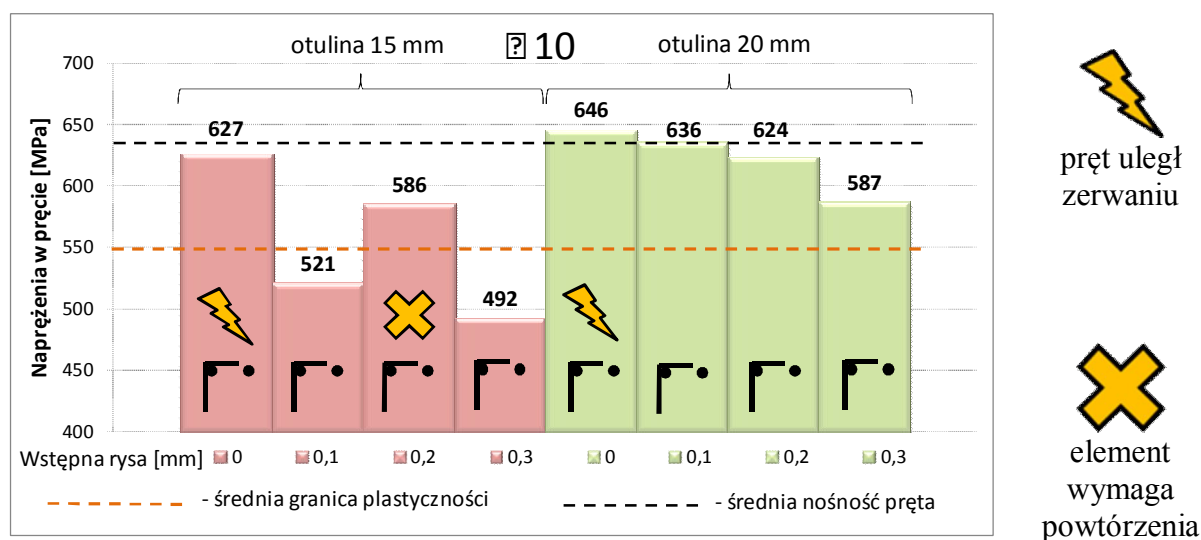 otulina 15 mm
⍰ 10
otulina 20 mm
Naprężenia w pręcie [MPa]
700
650
600
550
500
450
400
627
521
586
492
646
636
624
587
Wstępna rysa [mm] 0 0,1 0,2 0,3 0 0,1 0,2 0,3
- średnia granica plastyczności
- średnia nośność pręta
pręt uległ
zerwaniu
element
wymaga
powtórzenia